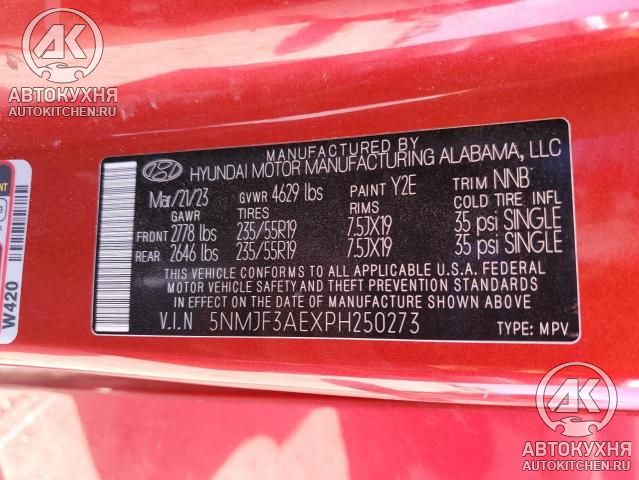 АВТОКУХНЯ
AUTOKITCHEN.RU
MANUFACTURED BY
HYUNDAI MOTOR MANUFACTURING ALABAMA, LLC
Mar/21/23 GVWR 4629 lbs PAINT Y2E TRIM NNB
GAWR TIRES RIMS COLD TIRE INFL
FRONT 2778 lbs 235/55R19 7.5JX19 35 psi SINGLE
REAR 2646 lbs 235/55R19 7.5JX19 35 psi SINGLE
THIS VEHICLE CONFORMS TO ALL APPLICABLE U.S.A. FEDERAL
MOTOR VEHICLE SAFETY AND THEFT PREVENTION STANDARDS
IN EFFECT ON THE DATE OF MANUFACTURE SHOWN ABOVE.
V.I.N 5NMJF3AEXPH250273 TYPE: MPV
W420
АК
АВТОКУХНЯ
AUTOKITCHEN.RU